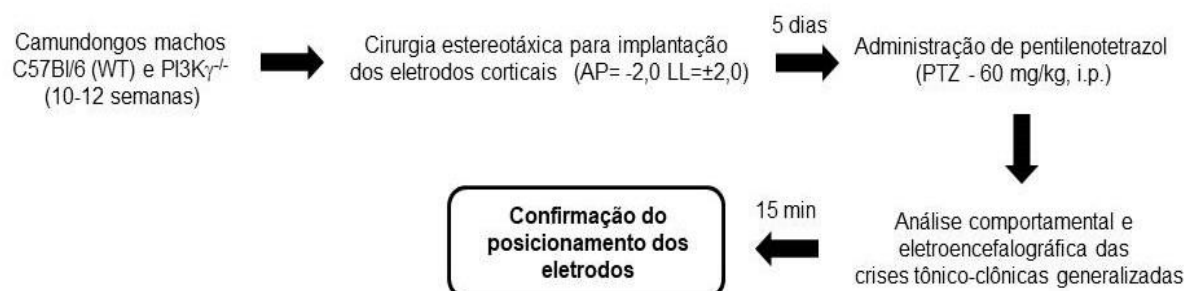 Camundongos machos
C57Bl/6 (WT) e PI3Kγ-/-
(10-12 semanas)
Cirurgia estereotáxica para implantação
dos eletrodos corticais (AP= -2,0 LL=±2,0)
5 dias
Administração de pentilenotetrazol
(PTZ - 60 mg/kg, i.p.)
Análise comportamental e
eletroencefalográfica das
crises tônico-clônicas generalizadas
15 min
Confirmação do
posicionamento dos
eletrodos